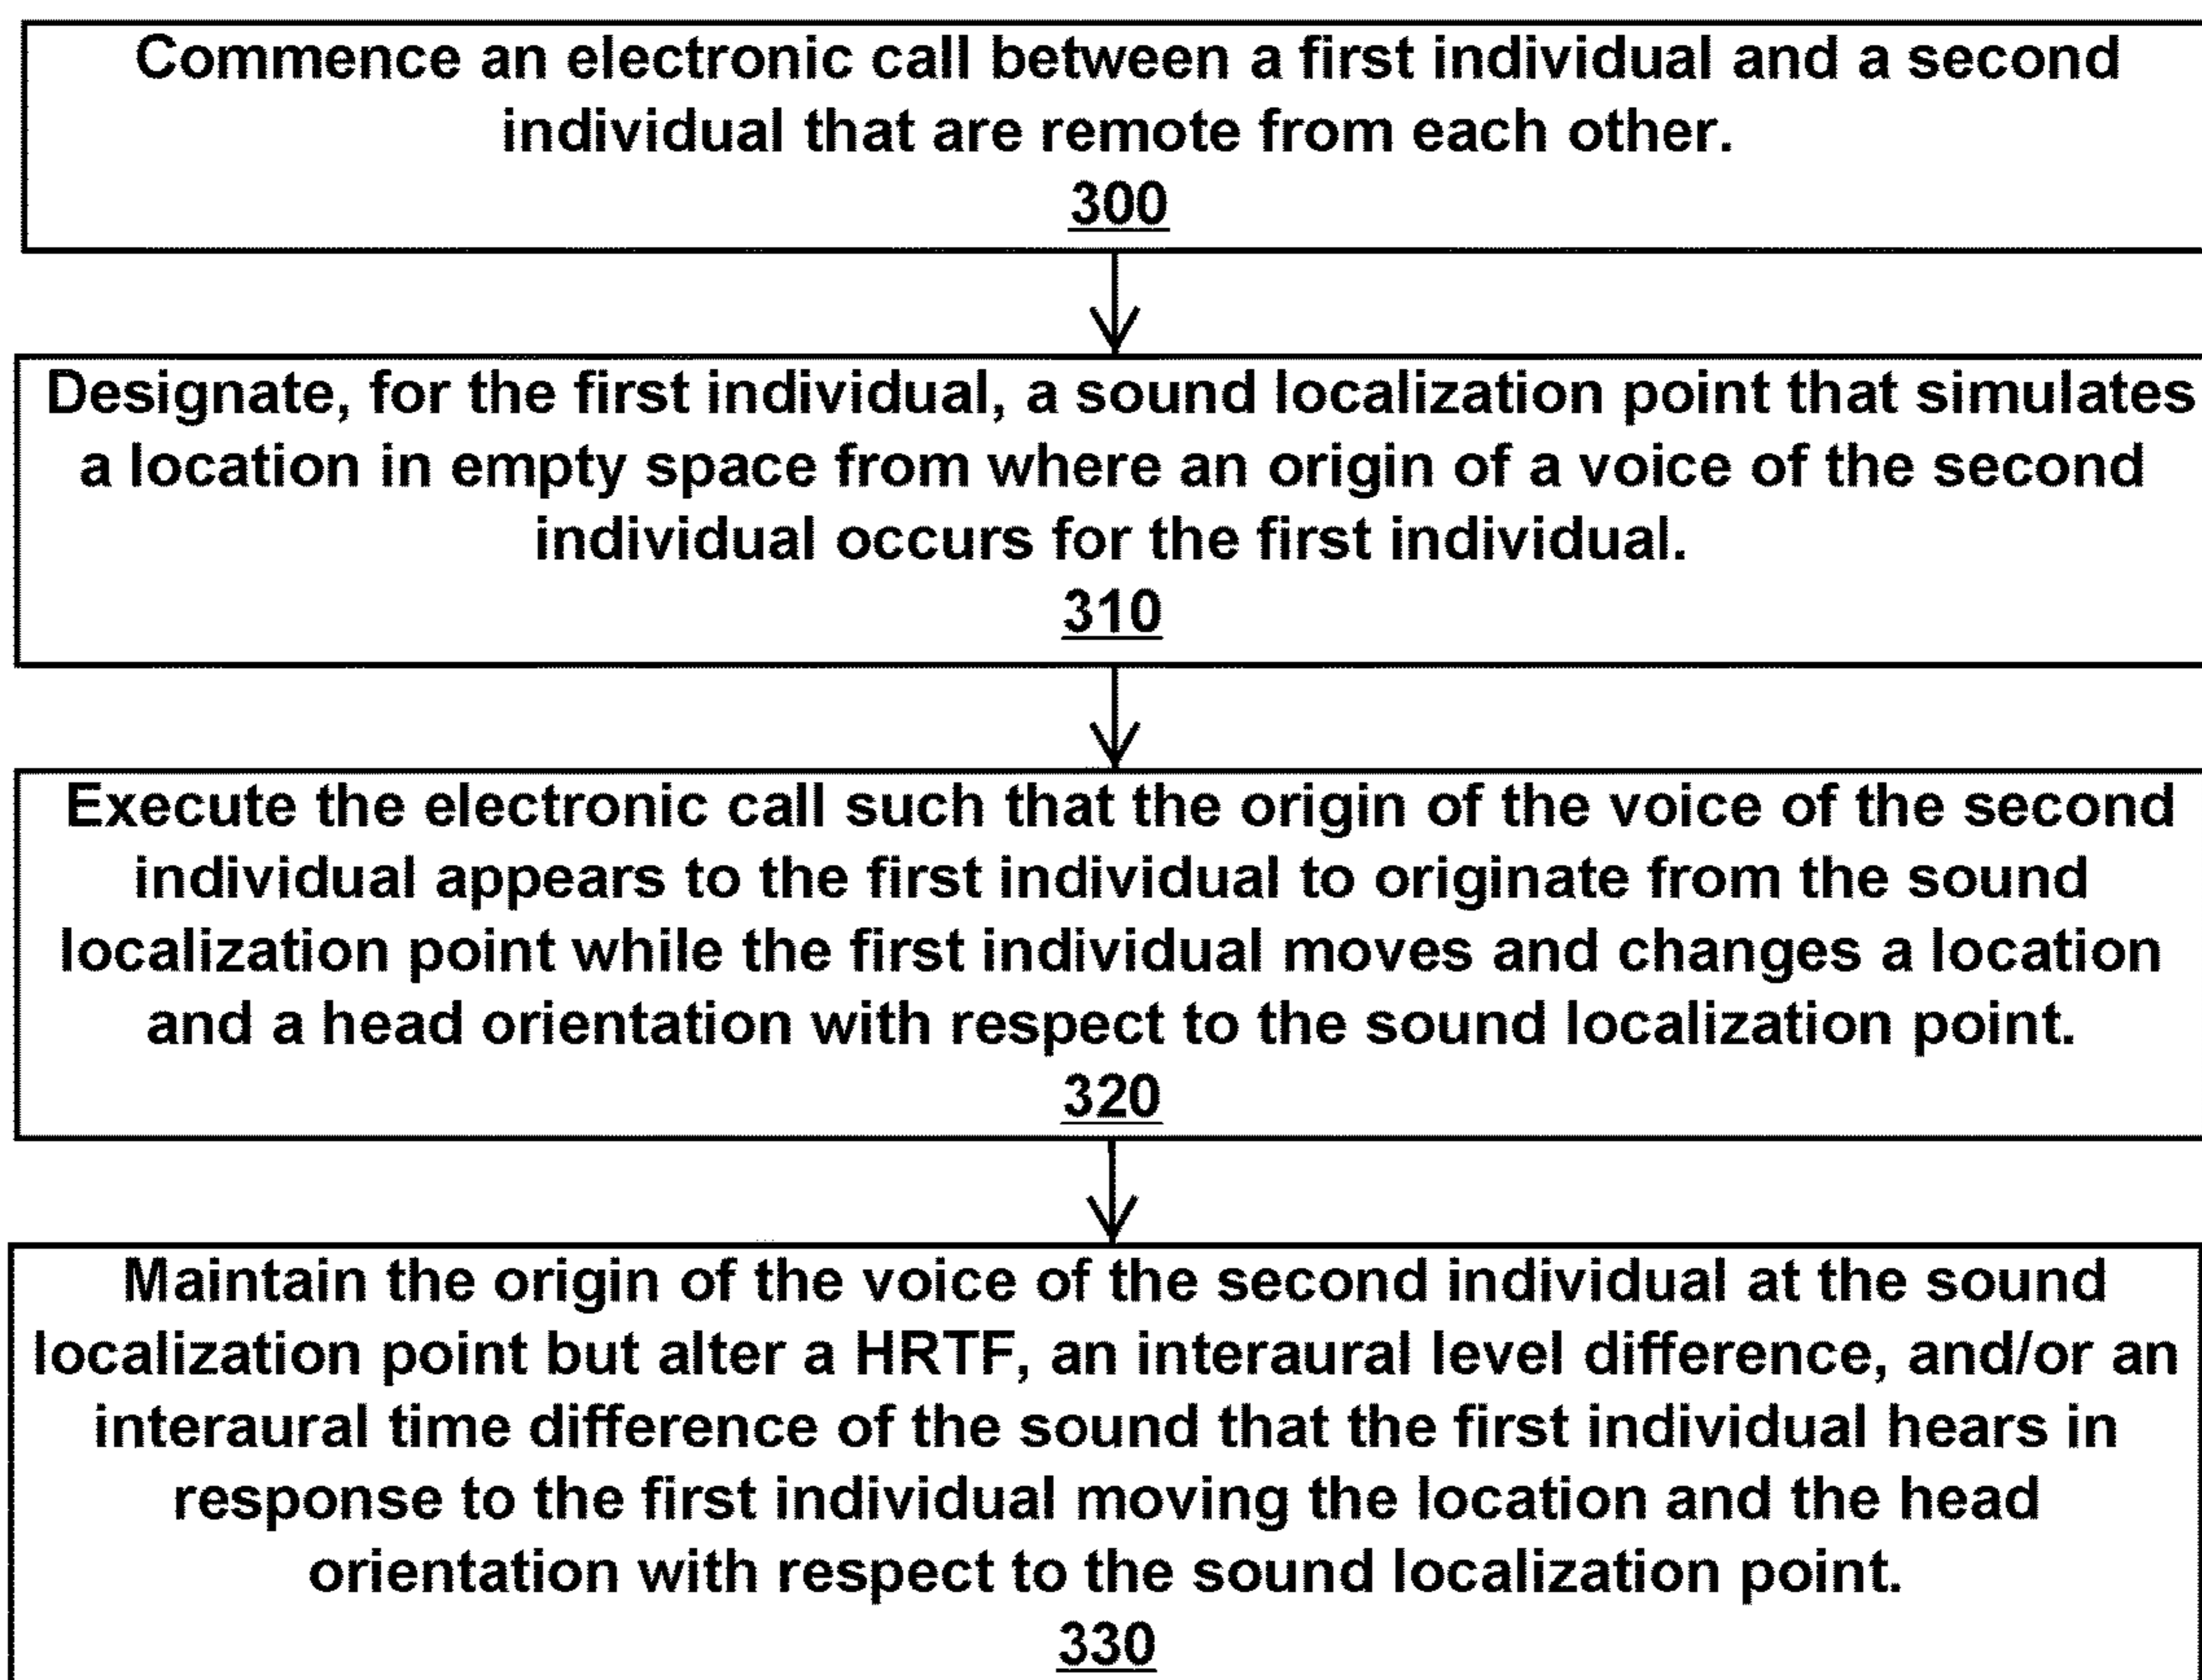 Commence an electronic call between a first individual and a second
individual that are remote from each other.
300
Designate, for the first individual, a sound localization point that simulates
a location in empty space from where an origin of a voice of the second
individual occurs for the first individual.
310
Execute the electronic call such that the origin of the voice of the second
individual appears to the first individual to originate from the sound
localization point while the first individual moves and changes a location
and a head orientation with respect to the sound localization point.
320
Maintain the origin of the voice of the second individual at the sound
localization point but alter a HRTF, an interaural level difference, and/or an
interaural time difference of the sound that the first individual hears in
response to the first individual moving the location and the head
orientation with respect to the sound localization point.
330